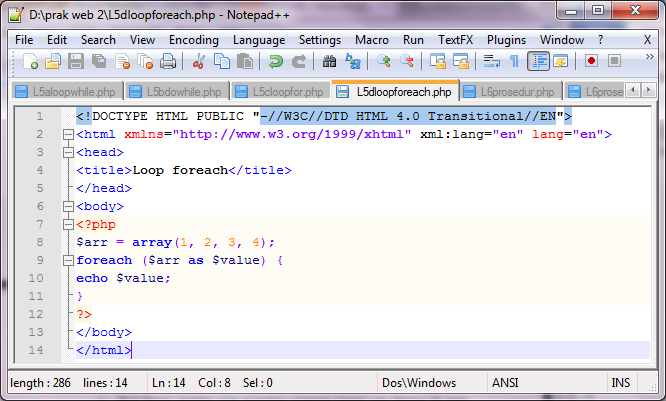 D:\prak web 2\L5dloopforeach.php - Notepad++
File Edit Search View Encoding Language Settings Macro Run TextFX Plugins Window ? X
L5aloopwhile.php L5bdowhile.php L5cloopfor.php L5dloopforeach.php L6prosedur.php L6prose
1 <!DOCTYPE HTML PUBLIC "-//W3C//DTD HTML 4.0 Transitional//EN">
2 <html xmlns="http://www.w3.org/1999/xhtml" xml:lang="en" lang="en">
3 <head>
4 <title>Loop foreach</title>
5 </head>
6 <body>
7 <?php
8 $arr = array(1, 2, 3, 4);
9 foreach ($arr as $value) {
10 echo $value;
11 }
12 ?>
13 </body>
14 </html>
length : 286 lines : 14 Ln : 14 Col : 8 Sel : 0 Dos\Windows ANSI INS